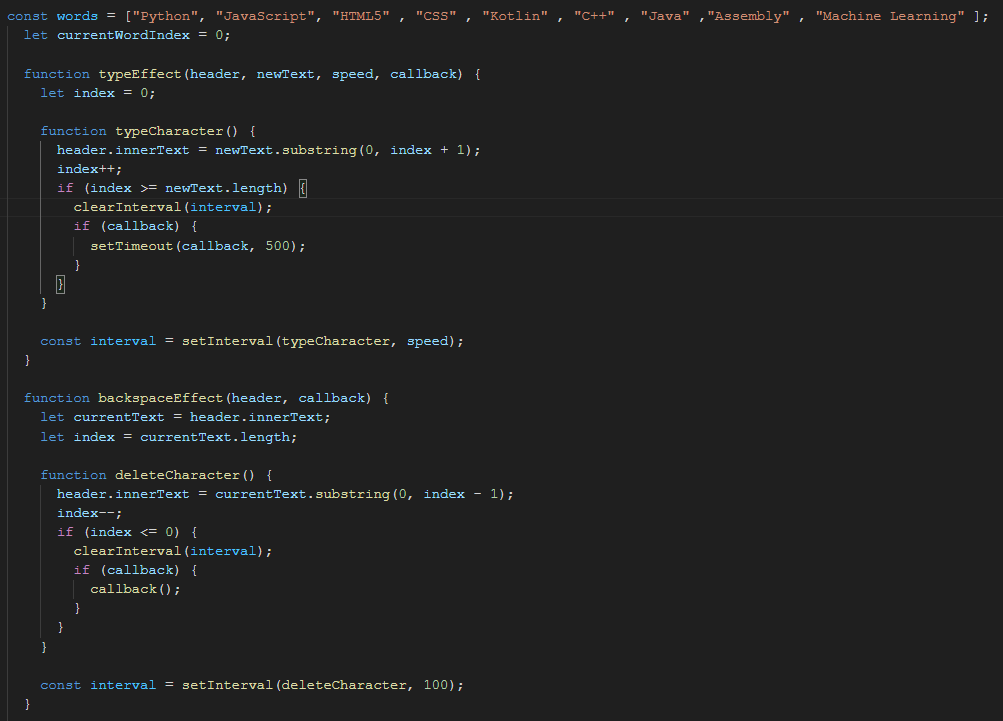 const words = ["Python", "JavaScript", "HTML5" , "CSS" , "Kotlin" , "C++" , "Java" ,"Assembly" , "Machine Learning" ];
  let currentWordIndex = 0;

  function typeEffect(header, newText, speed, callback) {
    let index = 0;

    function typeCharacter() {
      header.innerText = newText.substring(0, index + 1);
      index++;
      if (index >= newText.length) {
        clearInterval(interval);
        if (callback) {
          setTimeout(callback, 500);
        }
      }
    }

    const interval = setInterval(typeCharacter, speed);
  }

  function backspaceEffect(header, callback) {
    let currentText = header.innerText;
    let index = currentText.length;

    function deleteCharacter() {
      header.innerText = currentText.substring(0, index - 1);
      index--;
      if (index <= 0) {
        clearInterval(interval);
        if (callback) {
          callback();
        }
      }
    }

    const interval = setInterval(deleteCharacter, 100);
  }